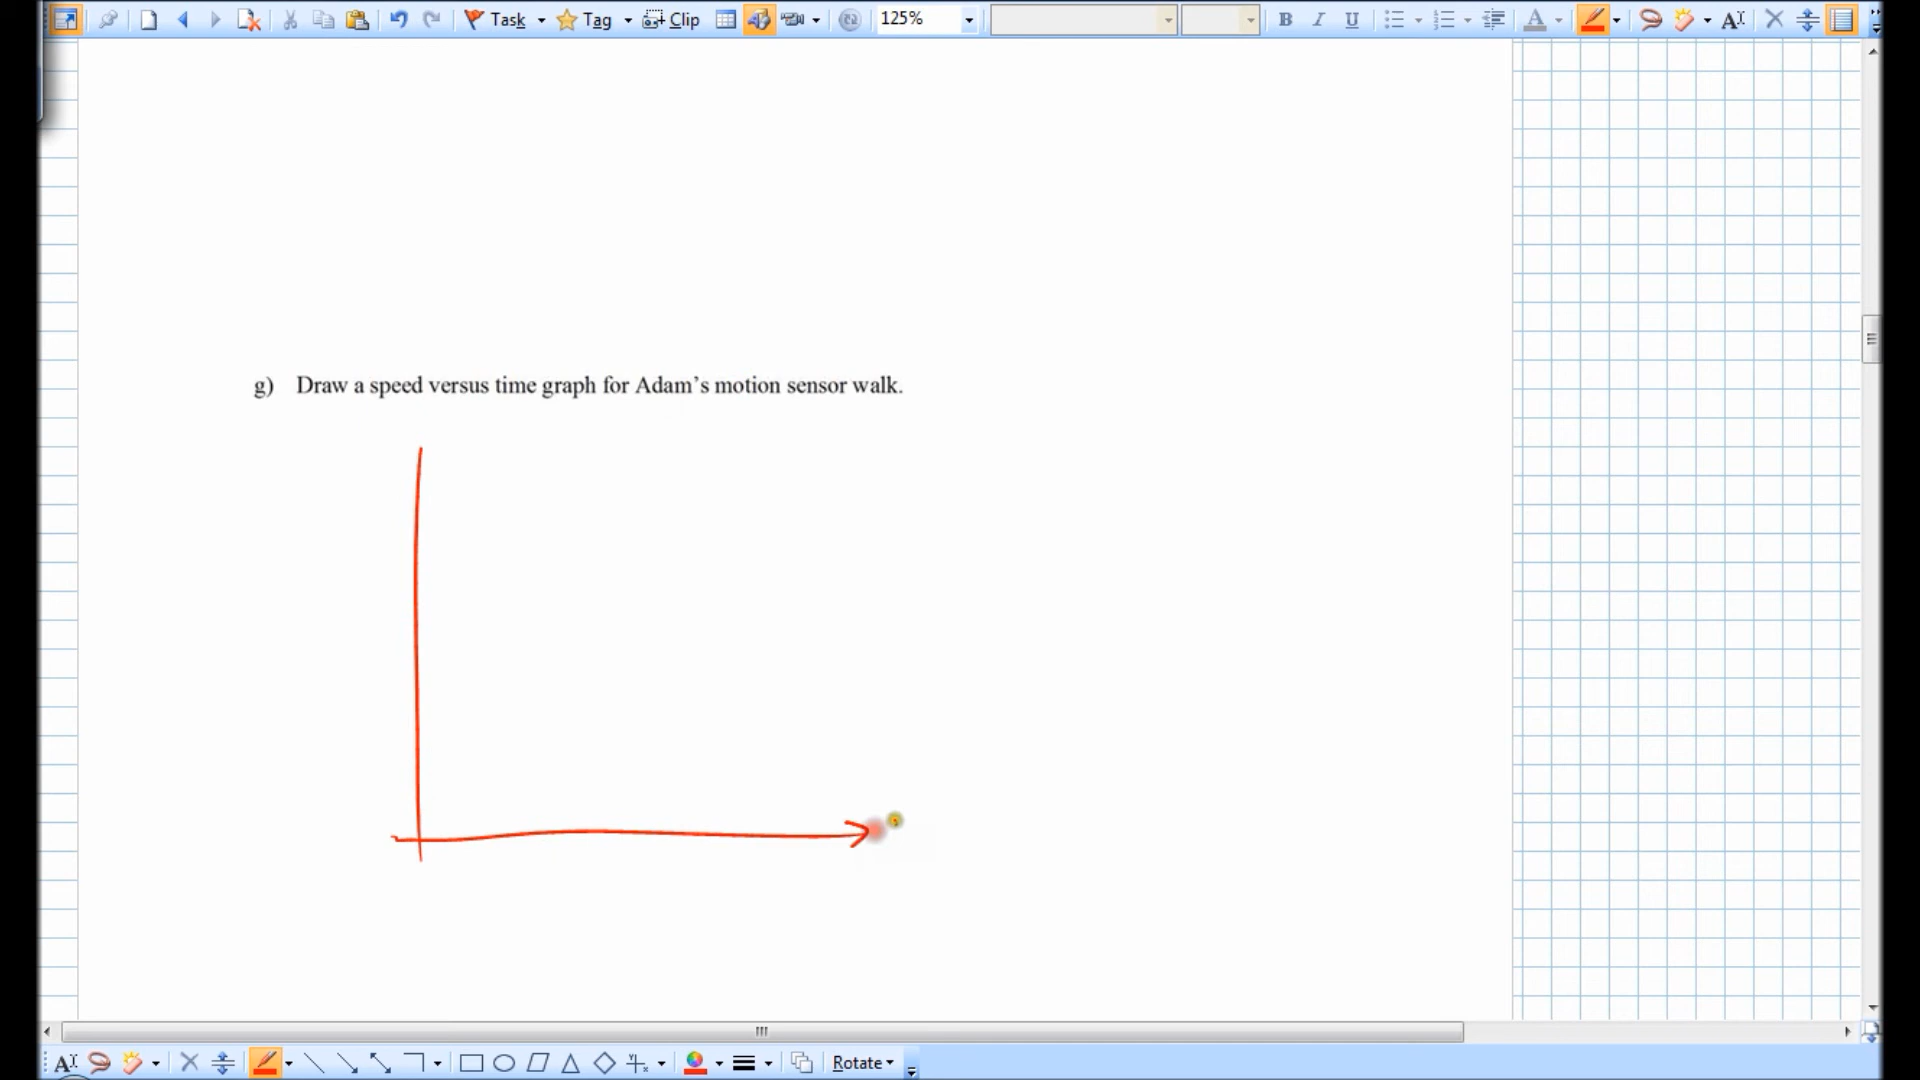 Task Tag Clip 125% B I U A
g) Draw a speed versus time graph for Adam's motion sensor walk.
Rotate